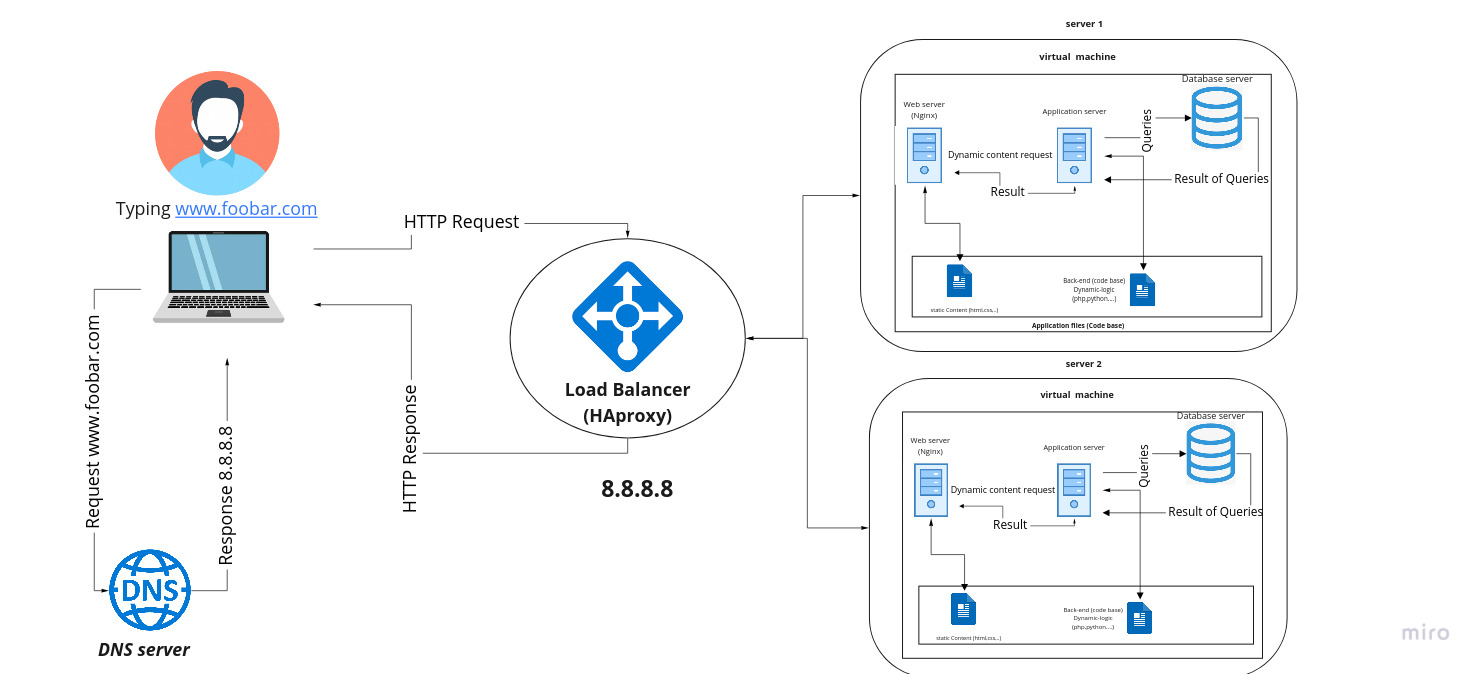 Typing www.foobar.com
Request www.foobar.com
Response 8.8.8.8
DNS
DNS server
HTTP Request
HTTP Response
Load Balancer
(HAproxy)
8.8.8.8
server 1
virtual machine
Database server
Web server
(Nginx)
Application server
Queries
Dynamic content request
Result
Result of Queries
Back-end (code base)
Dynamic-logic
(php,python....)
static Content (html,css,..)
Application files (Code base)
server 2
virtual machine
Database server
Web server
(Nginx)
Application server
Queries
Dynamic content request
Result
Result of Queries
Back-end (code base)
Dynamic-logic
(php,python....)
static Content (html,css,..)
miro